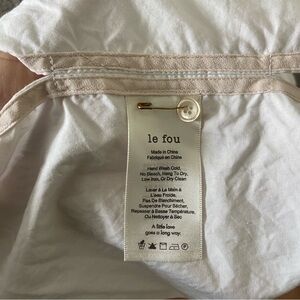 le fou
Made in China
Fabriqué en Chine
Hand Wash Cold,
No Bleach, Hang To Dry,
Low Iron, Or Dry Clean
Laver À La Main À
L'eau Froide,
Pas De Blanchiment,
Suspendre Pour Sécher,
Repasser à Basse Température,
Ou Nettoyer à Sec
A little love
goes a long way.